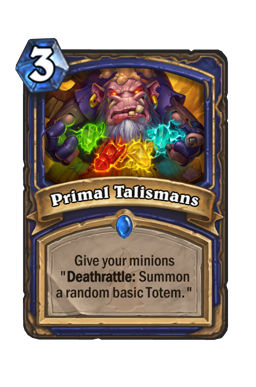 3
Primal Talismans
Give your minions
"Deathrattle: Summon
a random basic Totem."